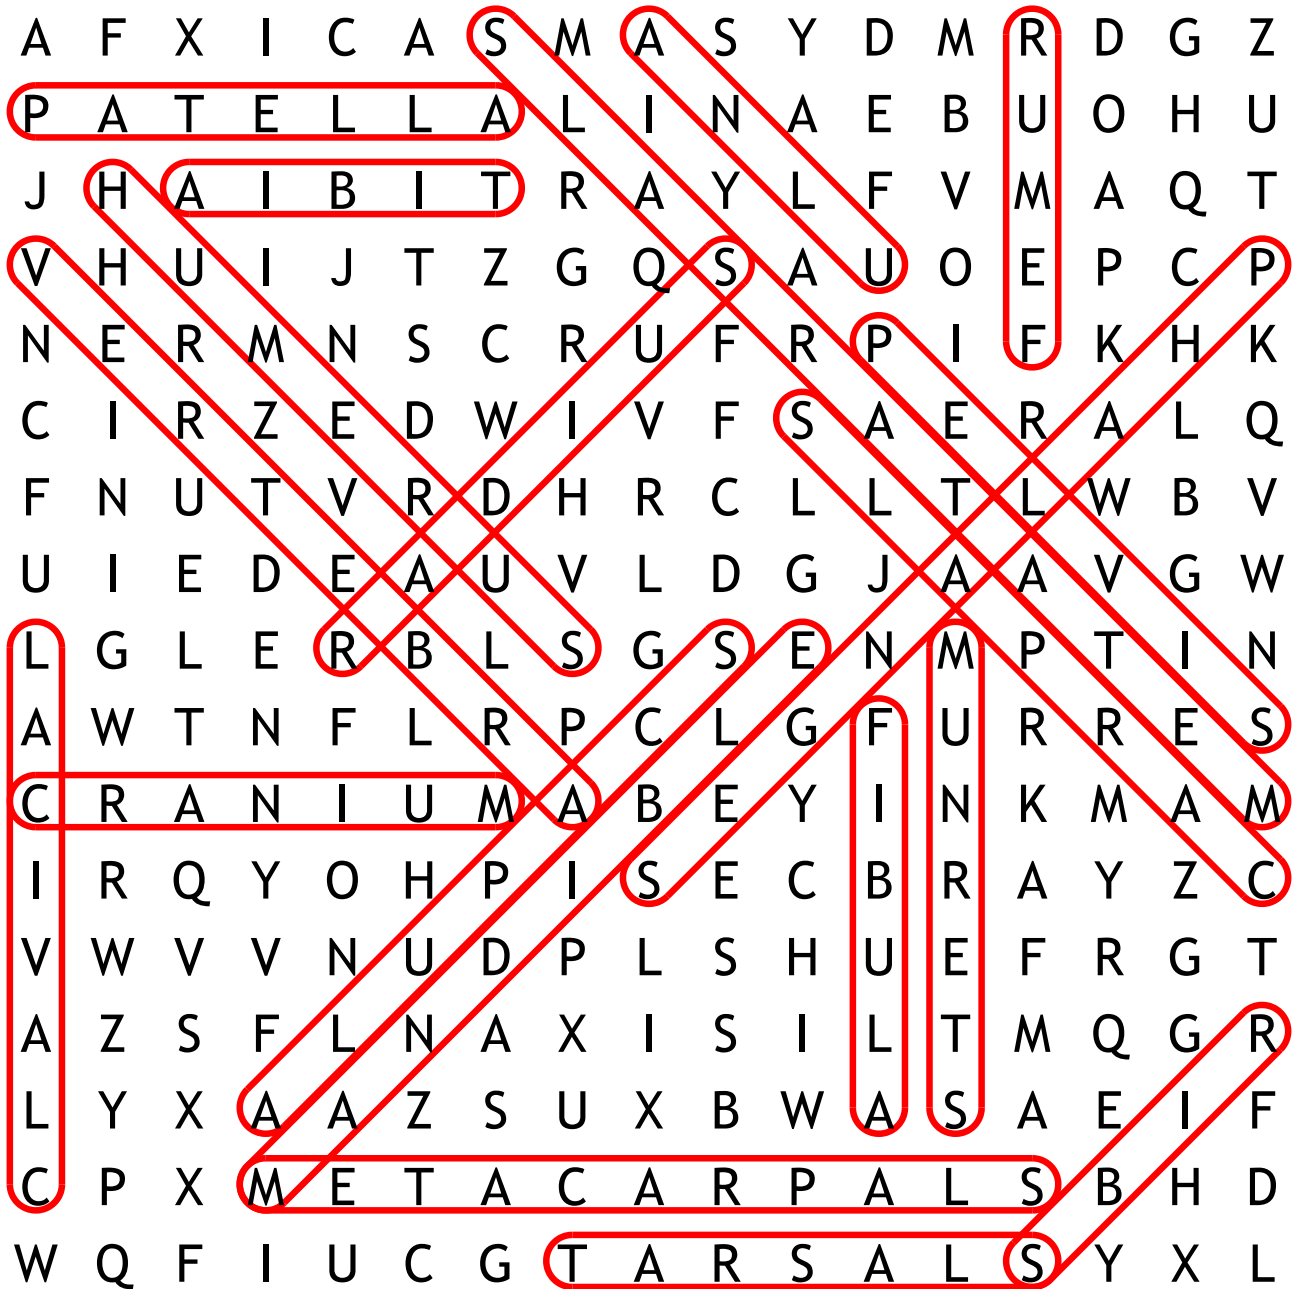 A F X I C A S M A S Y D M R D G Z
P A T E L L A L I N A E B U O H U
J H A I B I T R A Y L F V M A Q T
V H U I J T Z G Q S A U O E P C P
N E R M N S C R U F R P I F K H K
C I R Z E D W I V F S A E R A L Q
F N U T V R D H R C L L T L W B V
U I E D E A U V L D G J A A V G W
L G L E R B L S G S E N M P T I N
A W T N F L R P C L G F U R R E S
C R A N I U M A B E Y I N K M A M
I R Q Y O H P I S E C B R A Y Z C
V W V V N U D P L S H U E F R G T
A Z S F L N A X I S I L T M Q G R
L Y X A A Z S U X B W A S A E I F
C P X M E T A C A R P A L S B H D
W Q F I U C G T A R S A L S Y X L